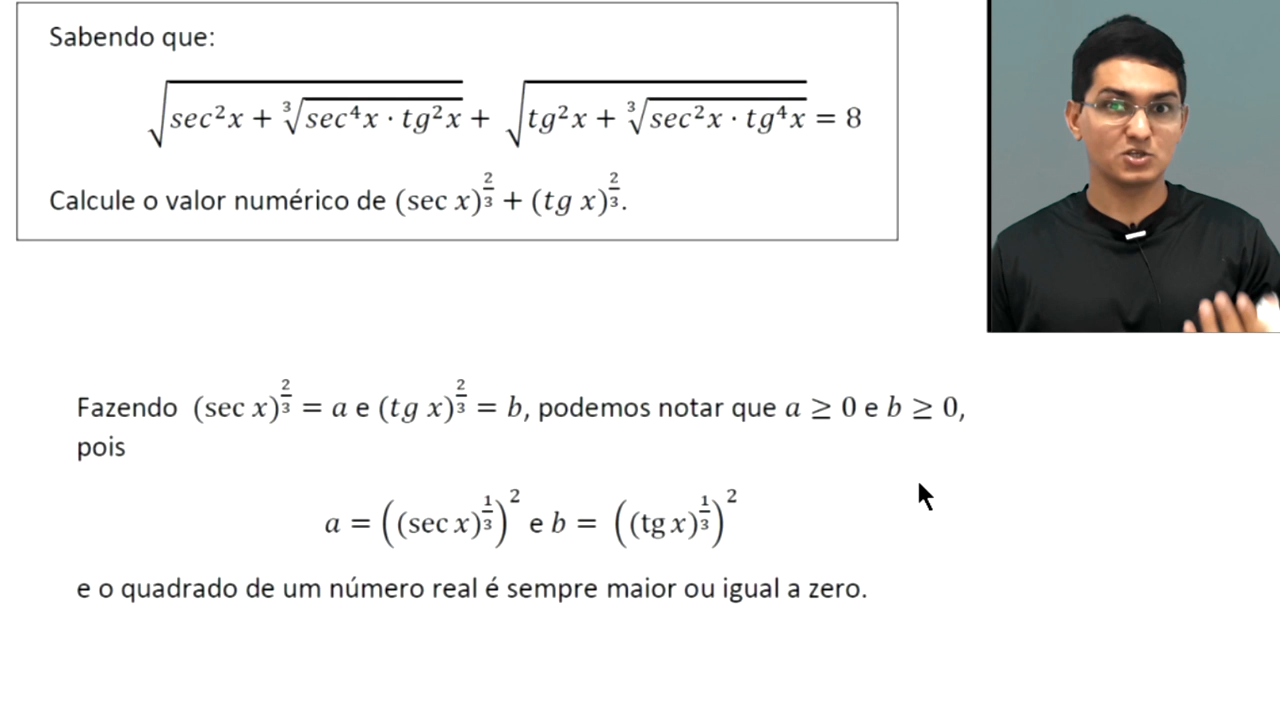 Sabendo que:
√(sec²x + ∛(sec⁴x · tg²x)) + √(tg²x + ∛(sec²x · tg⁴x)) = 8
Calcule o valor numérico de (sec x)^(2/3) + (tg x)^(2/3).
Fazendo (sec x)^(2/3) = a e (tg x)^(2/3) = b, podemos notar que a ≥ 0 e b ≥ 0,
pois
a = ((sec x)^(1/3))² e b = ((tg x)^(1/3))²
e o quadrado de um número real é sempre maior ou igual a zero.